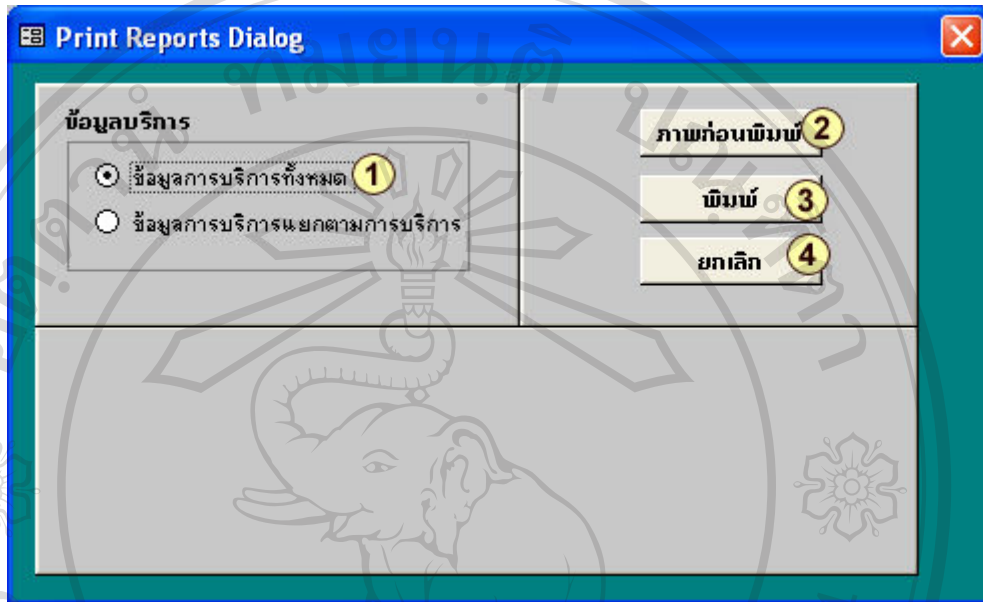 Print Reports Dialog
ข้อมูลบริการ
ข้อมูลการบริการทั้งหมด 1
ข้อมูลการบริการแยกตามการบริการ
ภาพก่อนพิมพ์ 2
พิมพ์ 3
ยกเลิก 4